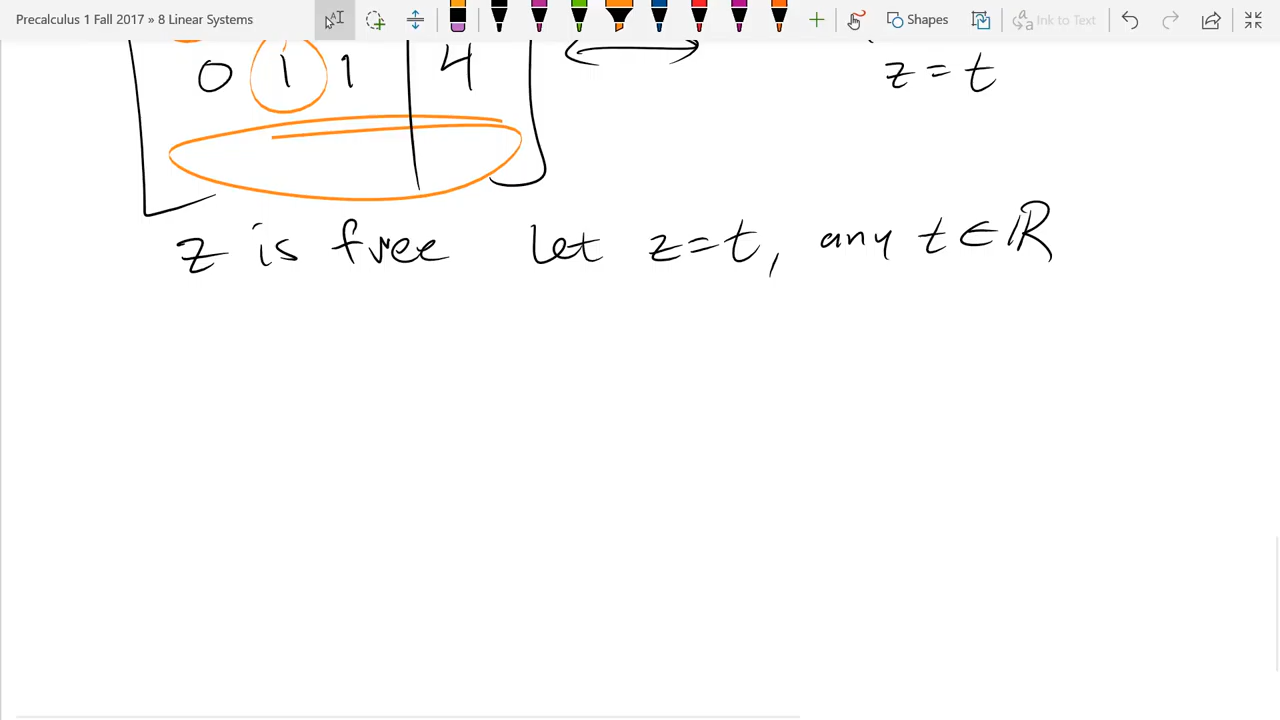 Precalculus 1 Fall 2017 » 8 Linear Systems
Shapes
Ink to Text
0 1 1 4
z = t
z is free let z = t, any t ∈ ℝ